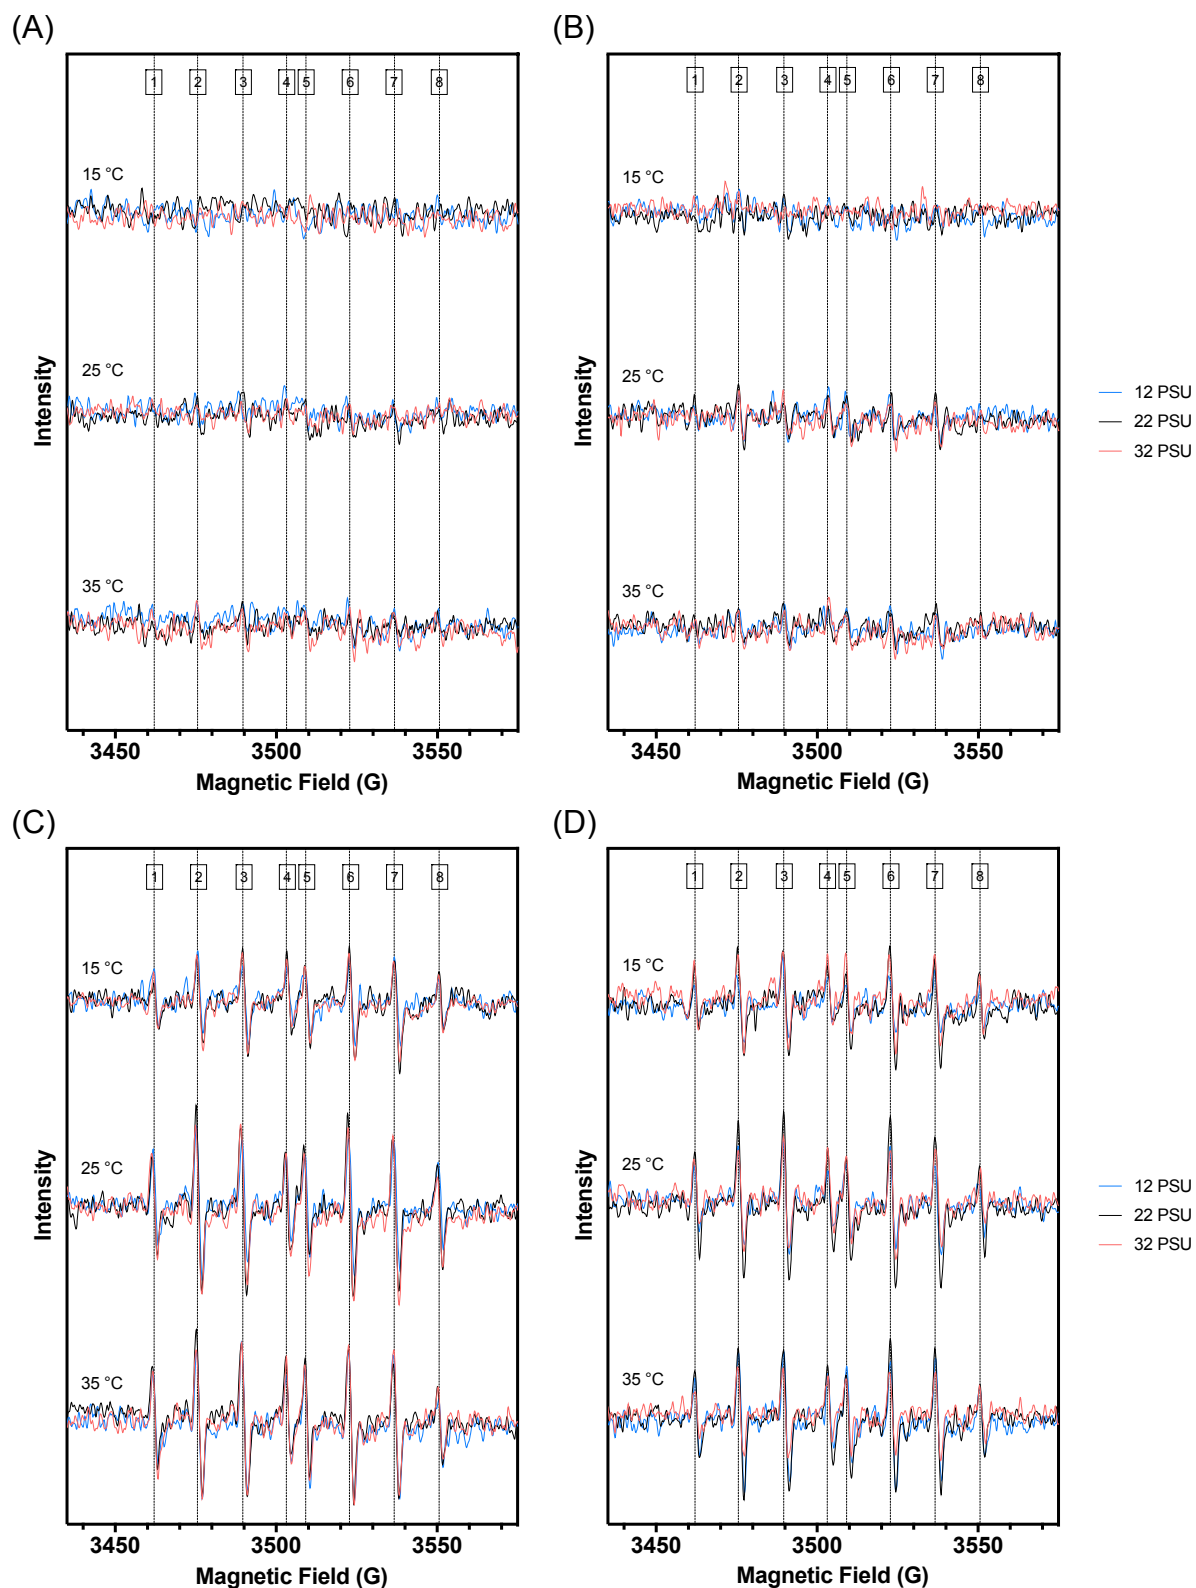 (A)
(B)
1 2 3 4 5 6 7 8
1 2 3 4 5 6 7 8
15 °C
15 °C
25 °C
25 °C
35 °C
35 °C
Intensity
Intensity
12 PSU
22 PSU
32 PSU
3450 3500 3550
3450 3500 3550
Magnetic Field (G)
Magnetic Field (G)
(C)
(D)
1 2 3 4 5 6 7 8
1 2 3 4 5 6 7 8
15 °C
15 °C
25 °C
25 °C
35 °C
35 °C
Intensity
Intensity
12 PSU
22 PSU
32 PSU
3450 3500 3550
3450 3500 3550
Magnetic Field (G)
Magnetic Field (G)